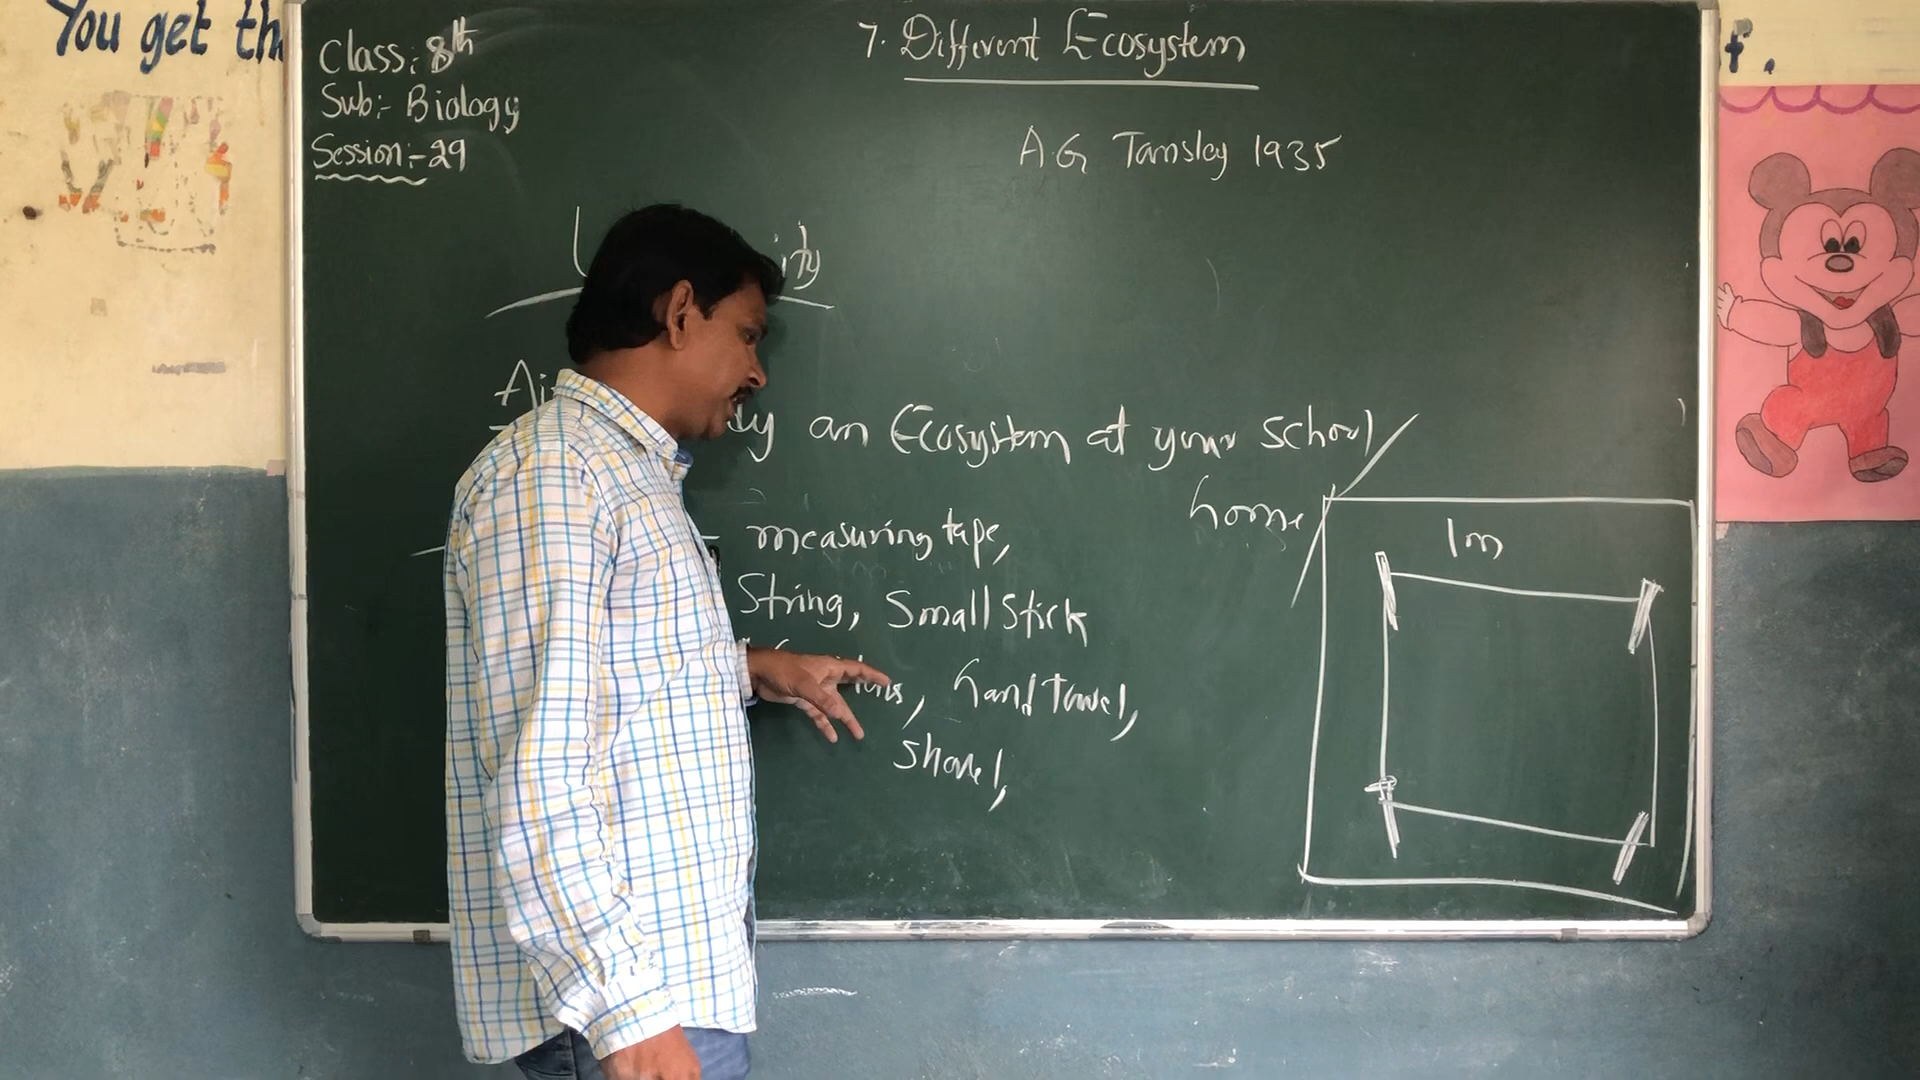 You get
Class: 8th
Sub:- Biology
Session:-29
7. Different Ecosystem
A.G Tansley 1935
an Ecosystem at your school/
home
measuring tape,
String, Small stick
hand towel,
Shovel,
1m